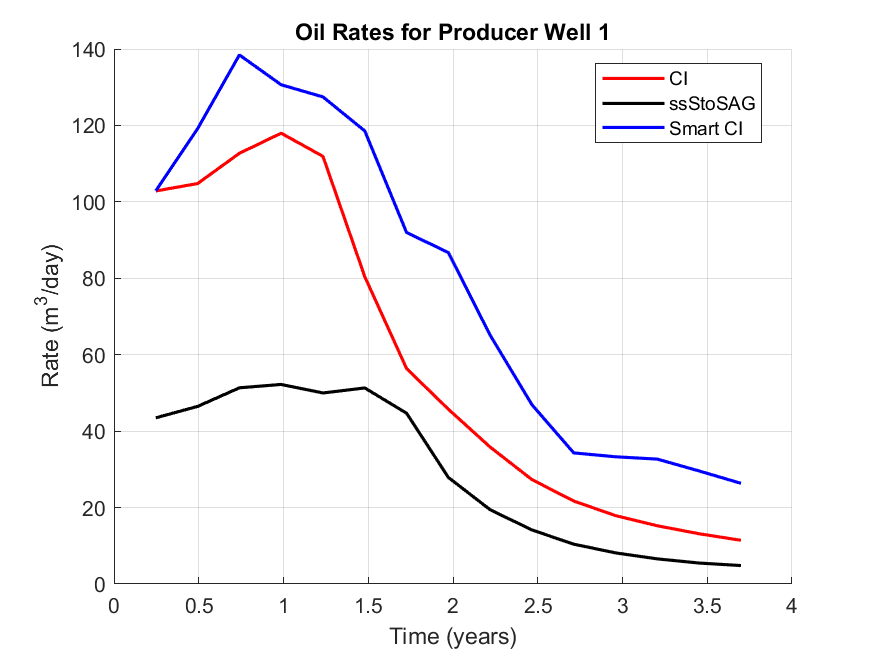 Oil Rates for Producer Well 1
140
120
100
80
60
40
20
0
Rate (m³/day)
CI
ssStoSAG
Smart CI
0 0.5 1 1.5 2 2.5 3 3.5 4
Time (years)